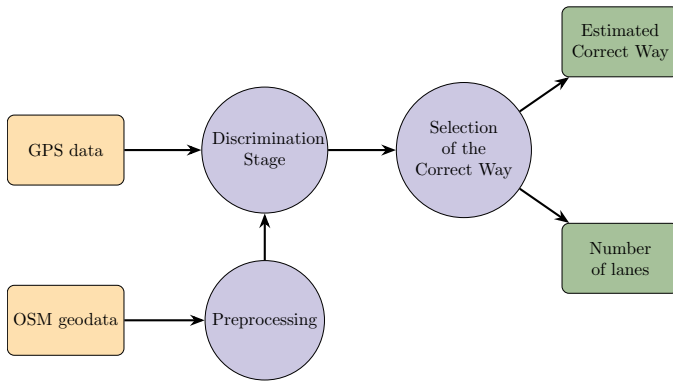 Estimated
Correct Way
GPS data
Discrimination
Stage
Selection
of the
Correct Way
Number
of lanes
OSM geodata
Preprocessing